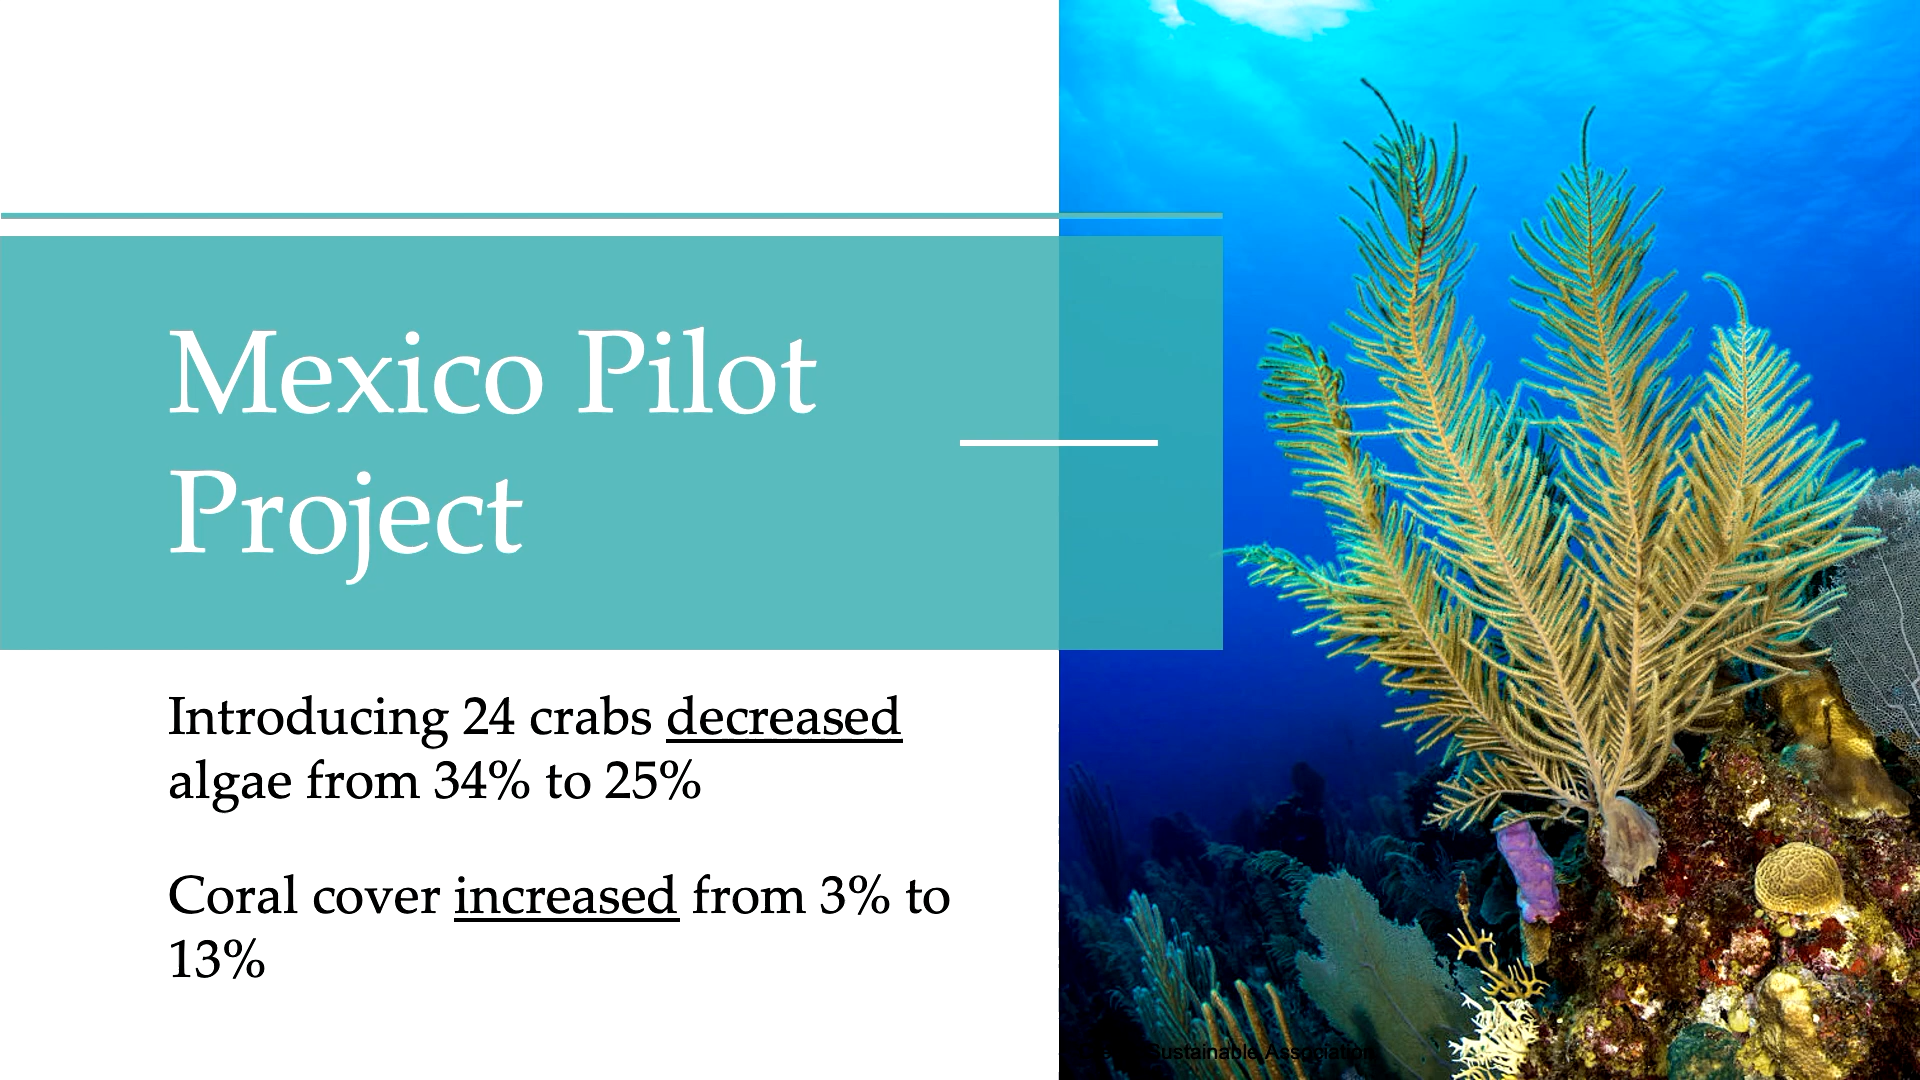 Mexico Pilot
Project
Introducing 24 crabs decreased
algae from 34% to 25%
Coral cover increased from 3% to
13%
Sustainable Association